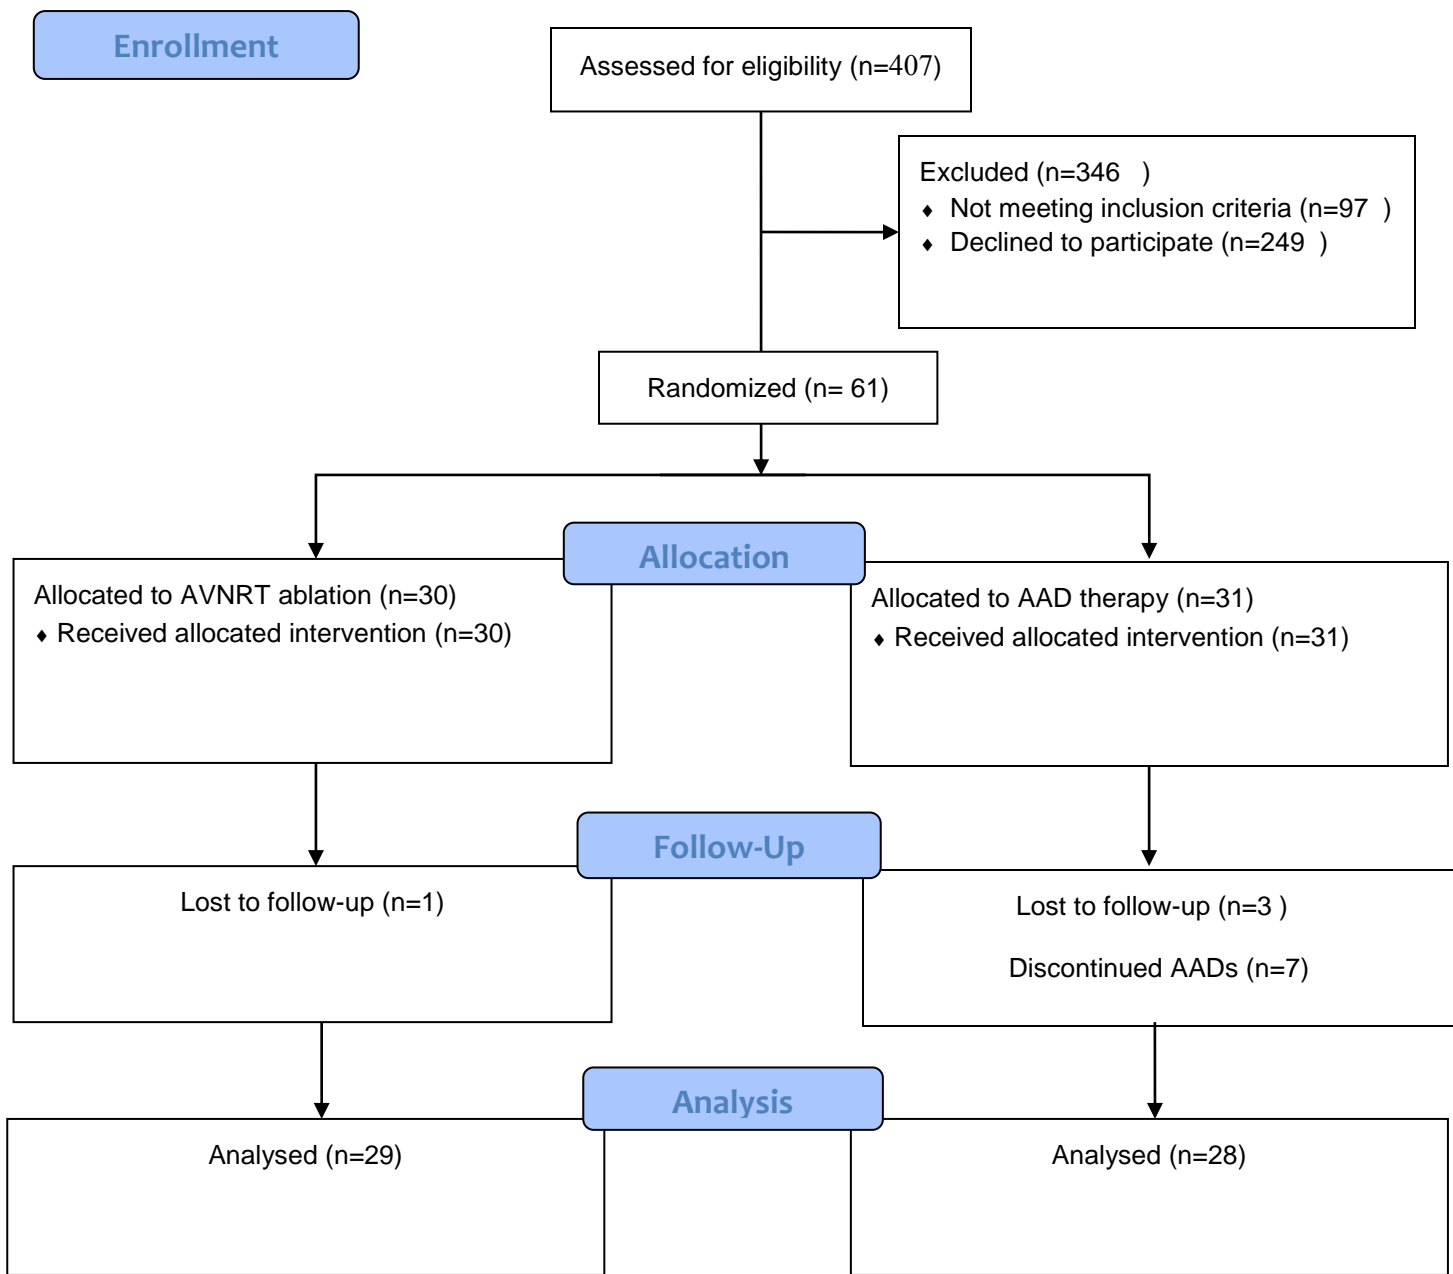 Enrollment
Assessed for eligibility (n=407)
Excluded (n=346 )
♦ Not meeting inclusion criteria (n=97 )
♦ Declined to participate (n=249 )
Randomized (n= 61)
Allocation
Allocated to AVNRT ablation (n=30)
♦ Received allocated intervention (n=30)
Allocated to AAD therapy (n=31)
♦ Received allocated intervention (n=31)
Follow-Up
Lost to follow-up (n=1)
Lost to follow-up (n=3 )
Discontinued AADs (n=7)
Analysis
Analysed (n=29)
Analysed (n=28)